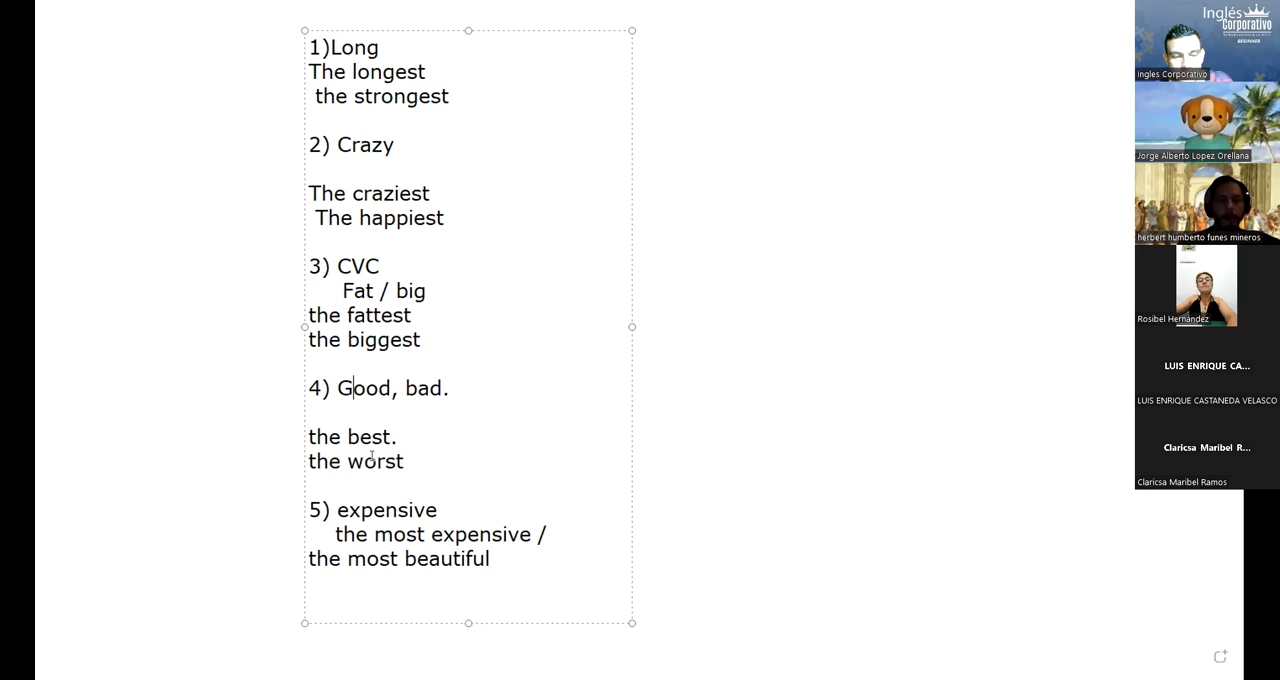 1)Long
The longest
the strongest
2) Crazy
The craziest
The happiest
3) CVC
Fat / big
the fattest
the biggest
4) Good, bad.
the best.
the worst
5) expensive
the most expensive /
the most beautiful
Inglés
Corporativo
BEGINNER
Ingles Corporativo
Jorge Alberto Lopez Orellana
herbert humberto funes mineros
Rosibel Hernández
LUIS ENRIQUE CA...
LUIS ENRIQUE CASTANEDA VELASCO
Claricsa Maribel R...
Claricsa Maribel Ramos